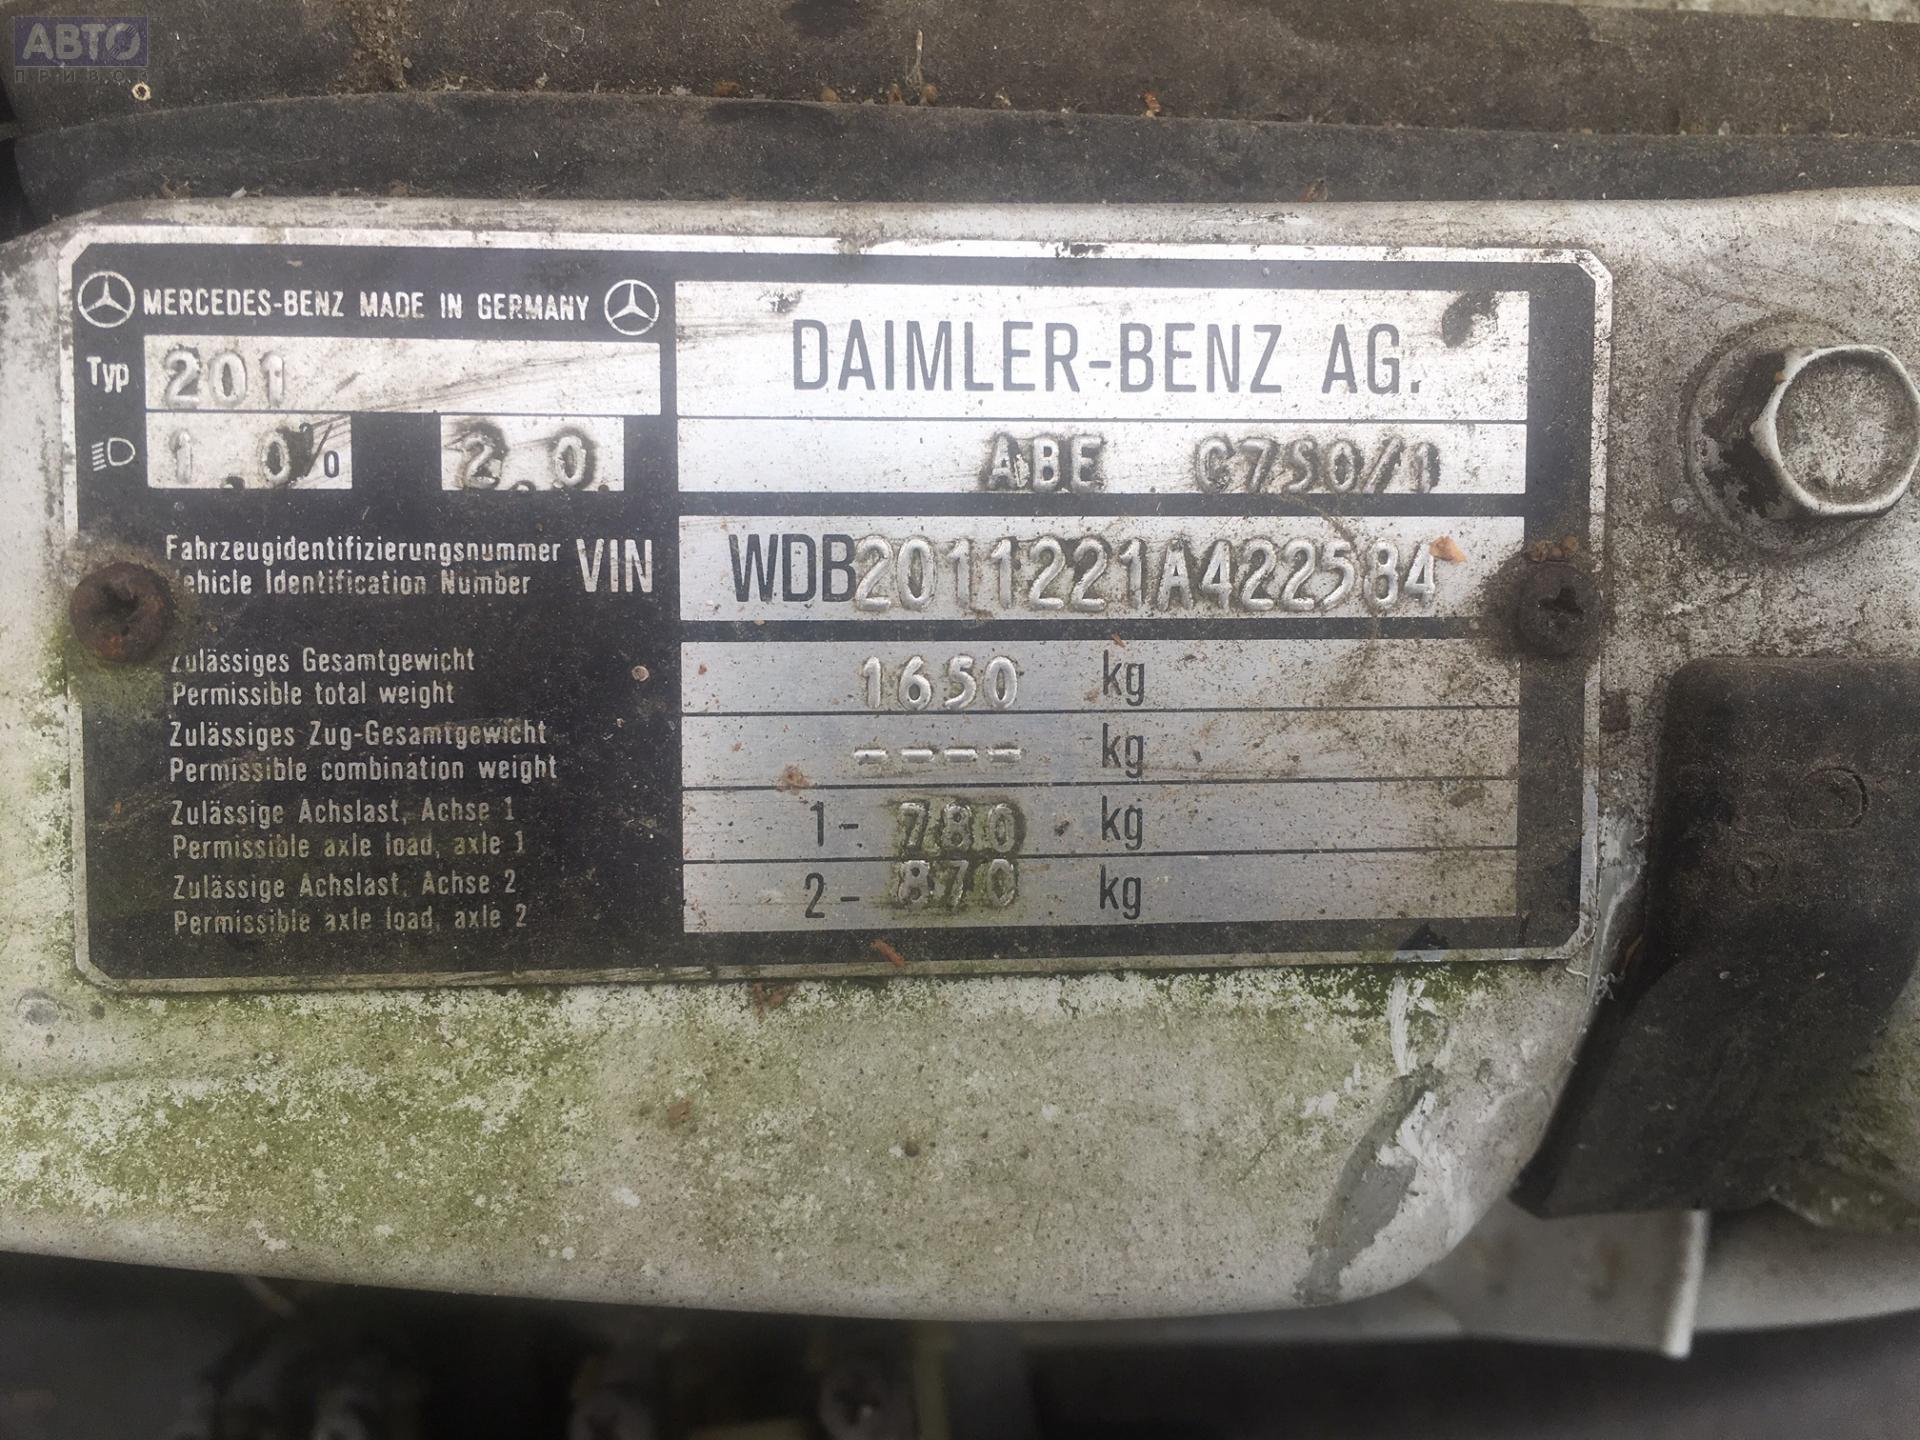 АВТО
ПРИВОЗ
MERCEDES-BENZ MADE IN GERMANY
Typ 201
1.0% 2.0.
DAIMLER-BENZ AG.
ABE C750/1
Fahrzeugidentifizierungsnummer
Vehicle Identification Number
VIN WDB2011221A422584
Zulässiges Gesamtgewicht
Permissible total weight
1650 kg
Zulässiges Zug-Gesamtgewicht
Permissible combination weight
---- kg
Zulässige Achslast, Achse 1
Permissible axle load, axle 1
1- 780 kg
Zulässige Achslast, Achse 2
Permissible axle load, axle 2
2- 870 kg